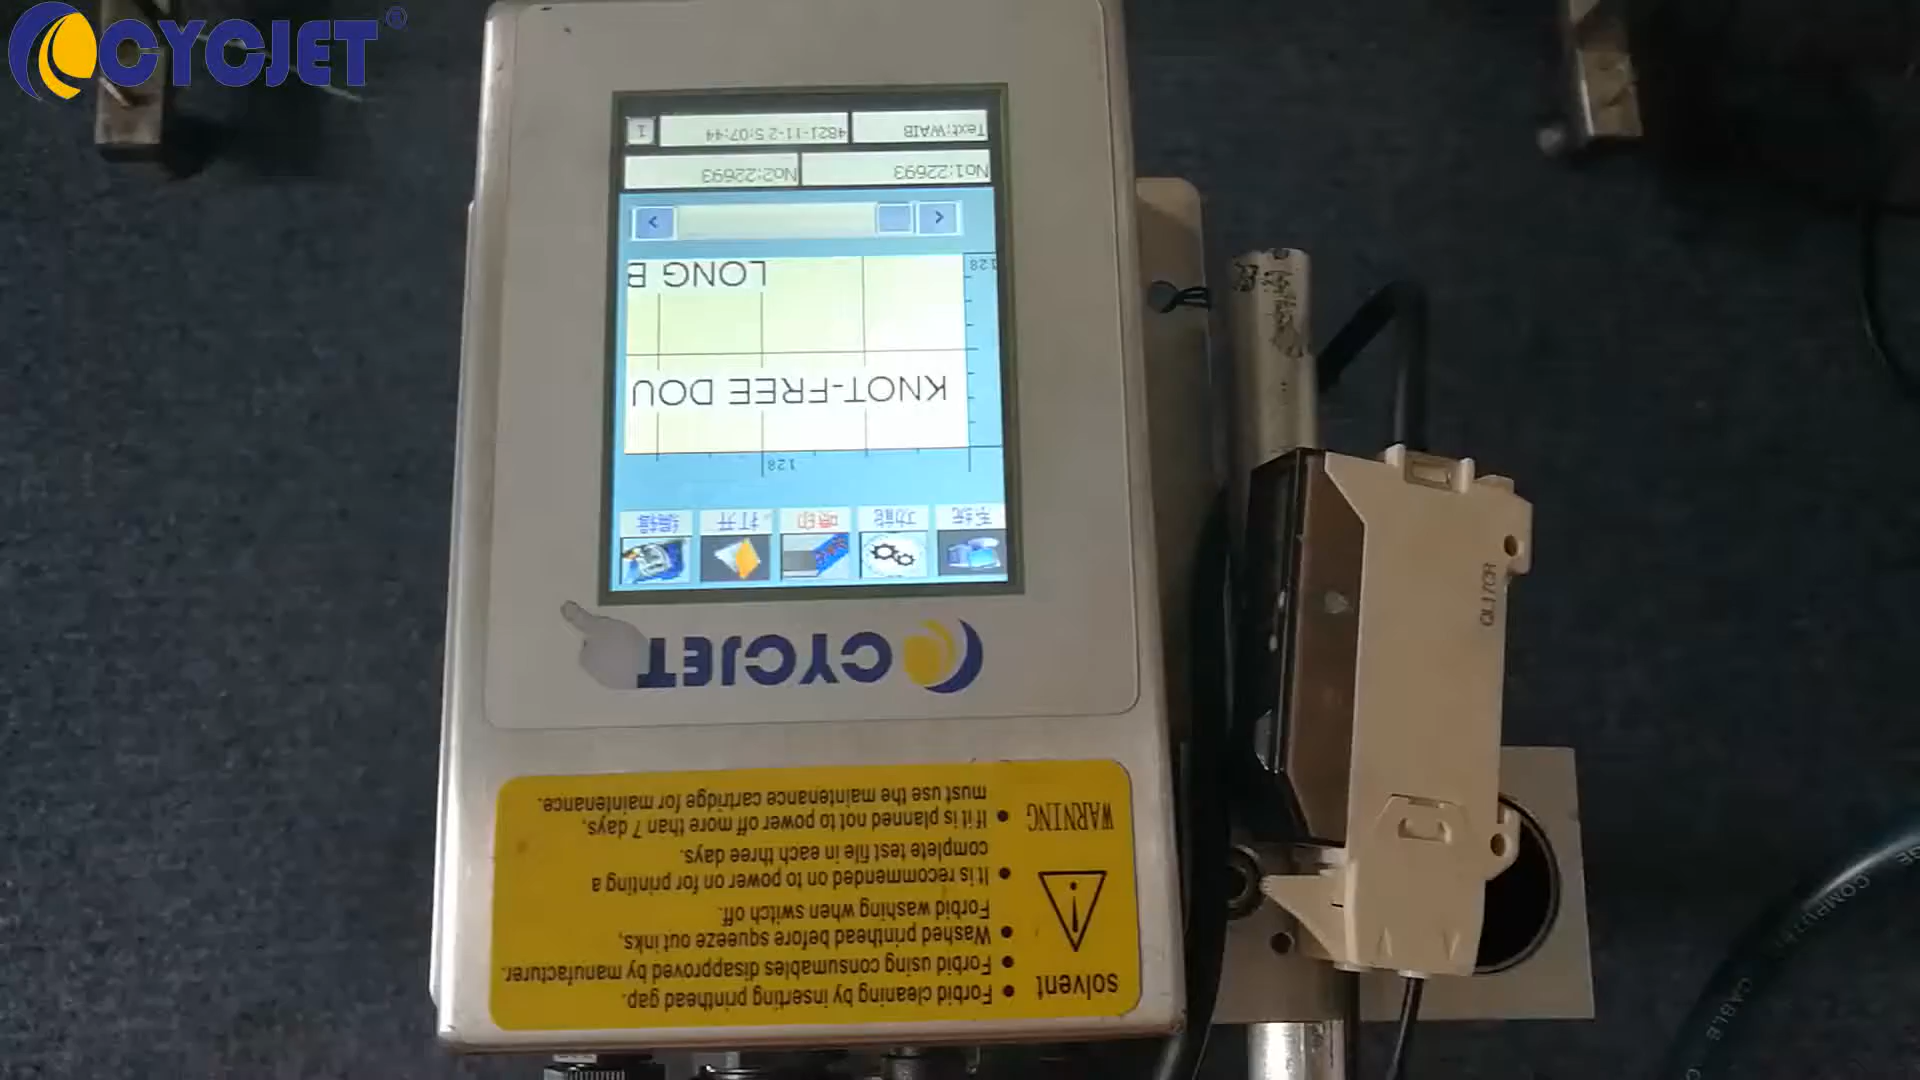 CYCJET®
solvent
WARNING
● Forbid cleaning by inserting printhead gap.
● Forbid using consumables disapproved by manufacturer.
● Washed printhead before squeeze out inks,
Forbid washing when switch off.
● It is recommended on to power on for printing a
complete test file in each three days.
● If it is planned not to power off more than 7 days,
must use the maintenance cartridge for maintenance.
CYCJET
系统 功能 喷印 打开 编辑
128
KNOT-FREE DOU
LONG B
128
No1:22693 No2:22693
Text:WAIB 4821-11-2 5:07:44 1